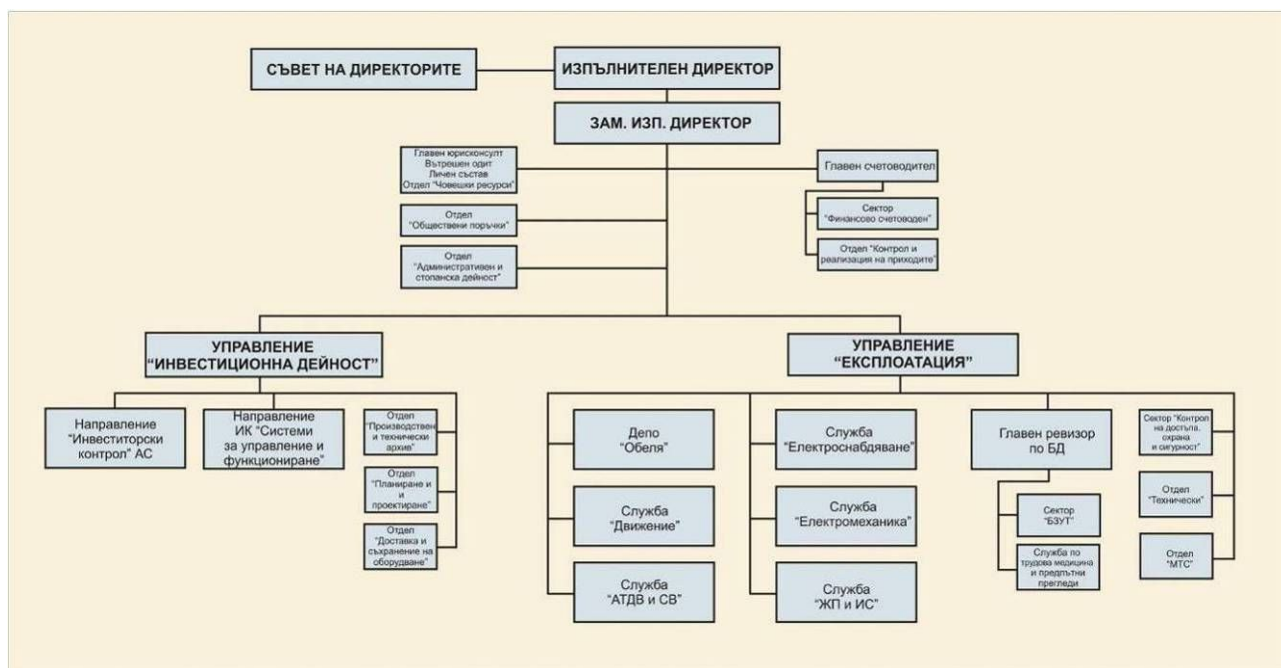 СЪВЕТ НА ДИРЕКТОРИТЕ
ИЗПЪЛНИТЕЛЕН ДИРЕКТОР
ЗАМ. ИЗП. ДИРЕКТОР
Главен юрисконсулт
Вътрешен одит
Личен състав
Отдел “Човешки ресурси”
Главен счетоводител
Отдел
“Обществени поръчки”
Сектор
“Финансово счетоводен”
Отдел
“Административен и
стопанска дейност”
Отдел “Контрол и
реализация на приходите”
УПРАВЛЕНИЕ
“ИНВЕСТИЦИОННА ДЕЙНОСТ”
УПРАВЛЕНИЕ
“ЕКСПЛОАТАЦИЯ”
Направление
“Инвеститорски
контрол” АС
Направление
ИК “Системи
за управление и
функциониране”
Отдел
“Производствен
и технически
архив”
Отдел
“Планиране и
и
проектиране”
Отдел
“Доставка и
съхранение на
оборудване”
Депо
“Обеля”
Служба
“Движение”
Служба
“АТДВ и СВ”
Служба
“Електроснабдяване”
Служба
“Електромеханика”
Служба
“ЖП и ИС”
Главен ревизор
по БД
Сектор
“БЗУТ”
Служба по
трудова медицина
и предпътни
прегледи
Сектор “Контрол
на достъпа,
охрана
и сигурност”
Отдел
“Технически”
Отдел
“МТС”